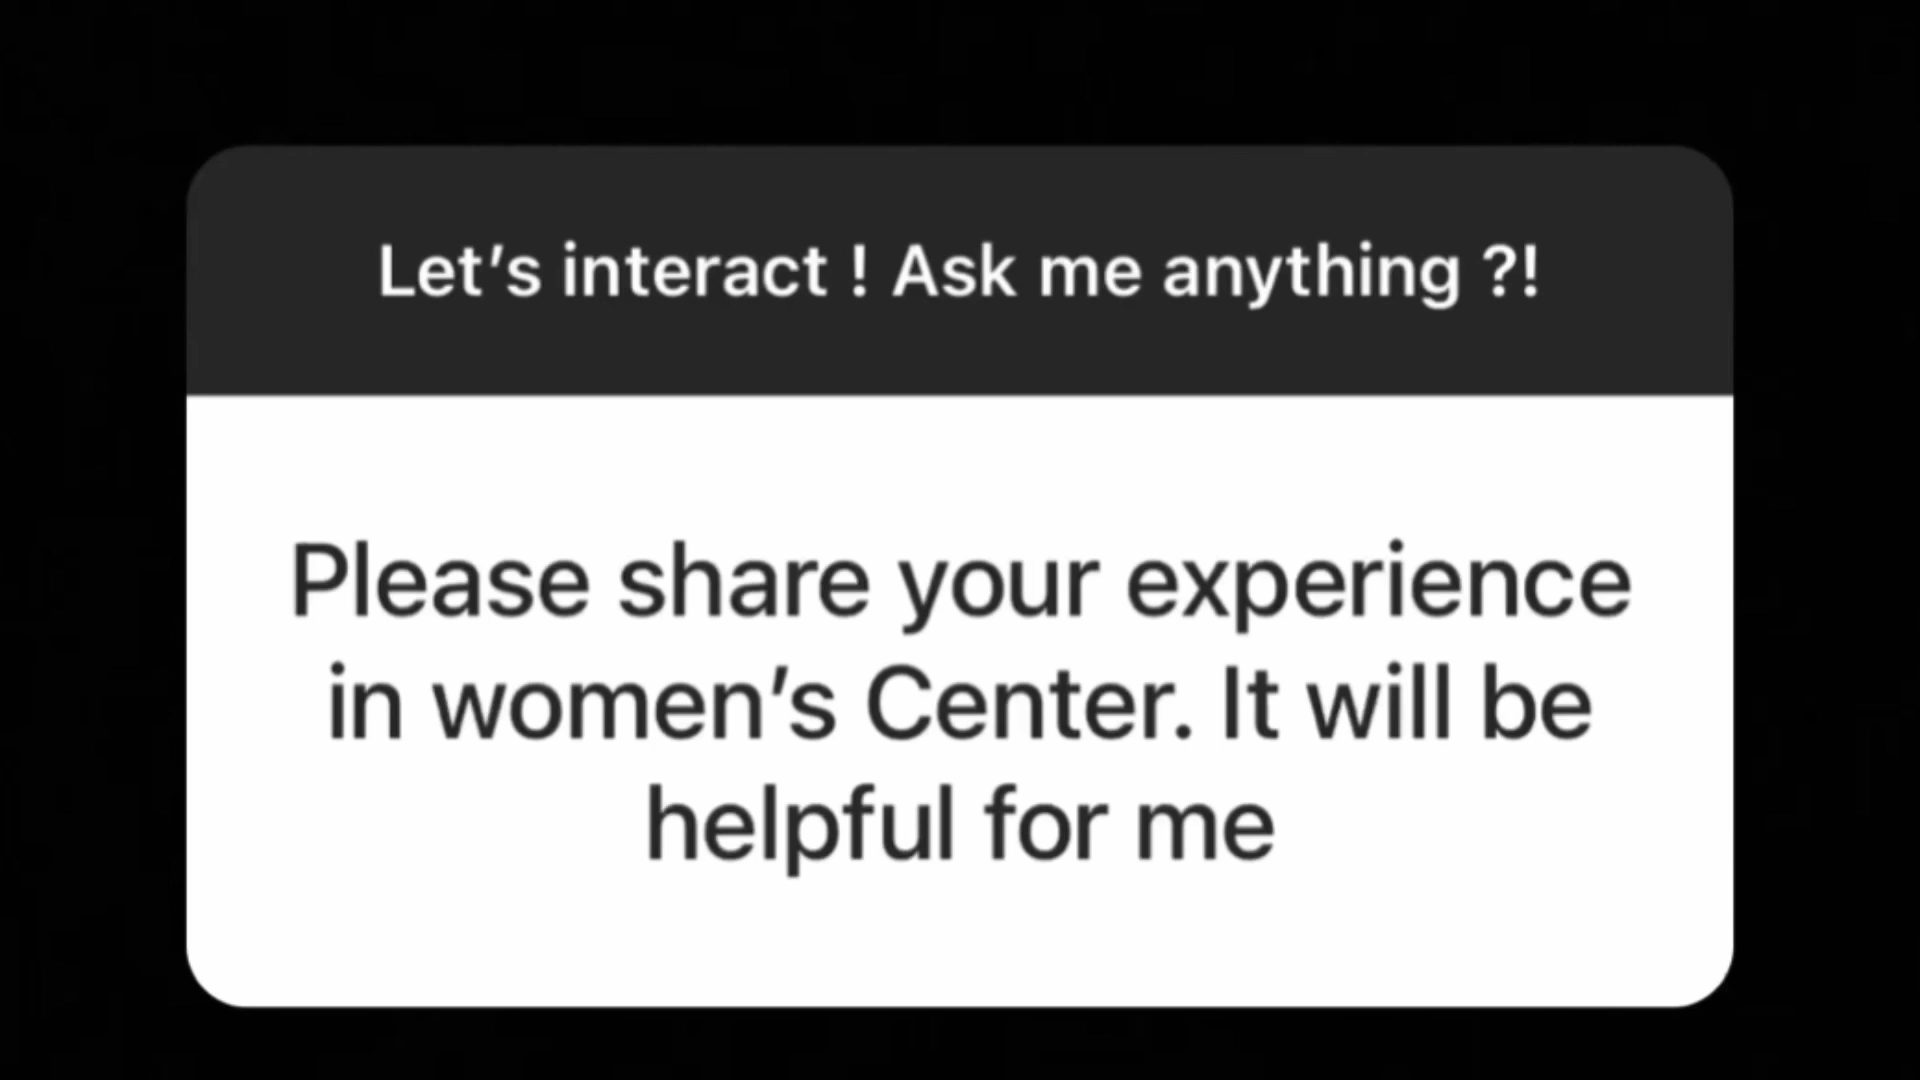 Let’s interact ! Ask me anything ?!
Please share your experience
in women’s Center. It will be
helpful for me